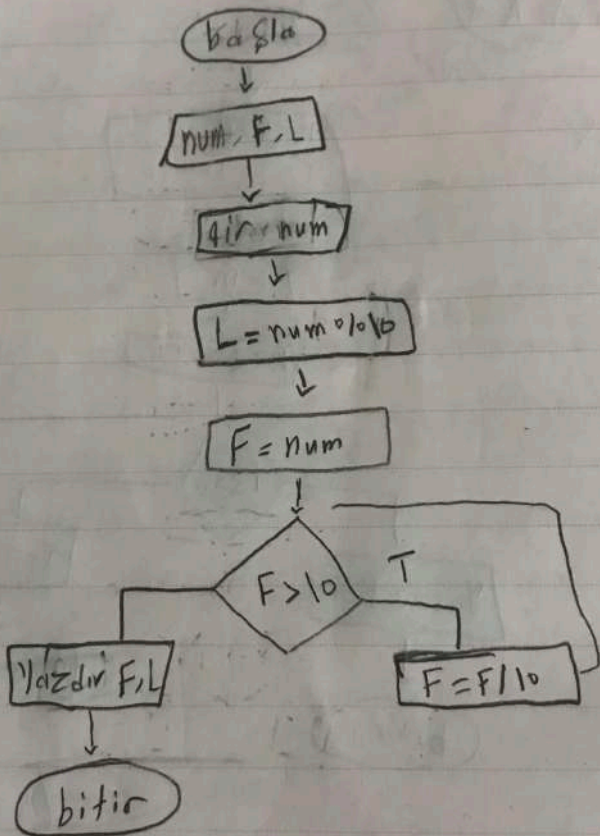 başla
num, F, L
gir num
L = num % 10
F = num
F > 10
T
yazdır F, L
F = F / 10
bitir